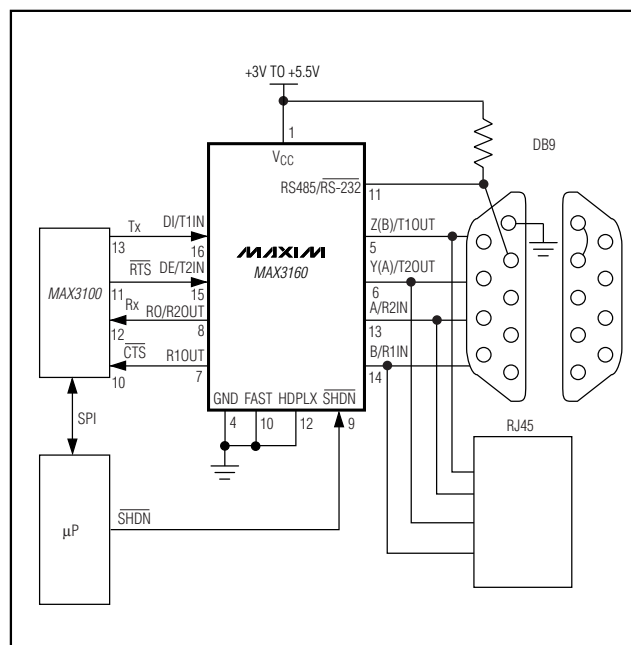 +3V TO +5.5V
1
VCC
DB9
RS485/RS-232
11
Tx
DI/T1IN
13
16
Z(B)/T1OUT
5
MAXIM
MAX3160
RTS
DE/T2IN
11
15
Y(A)/T2OUT
6
MAX3100
Rx
RO/R2OUT
12
8
A/R2IN
13
CTS
R1OUT
10
7
B/R1IN
14
GND FAST HDPLX SHDN
4
10
12
9
SPI
RJ45
µP
SHDN